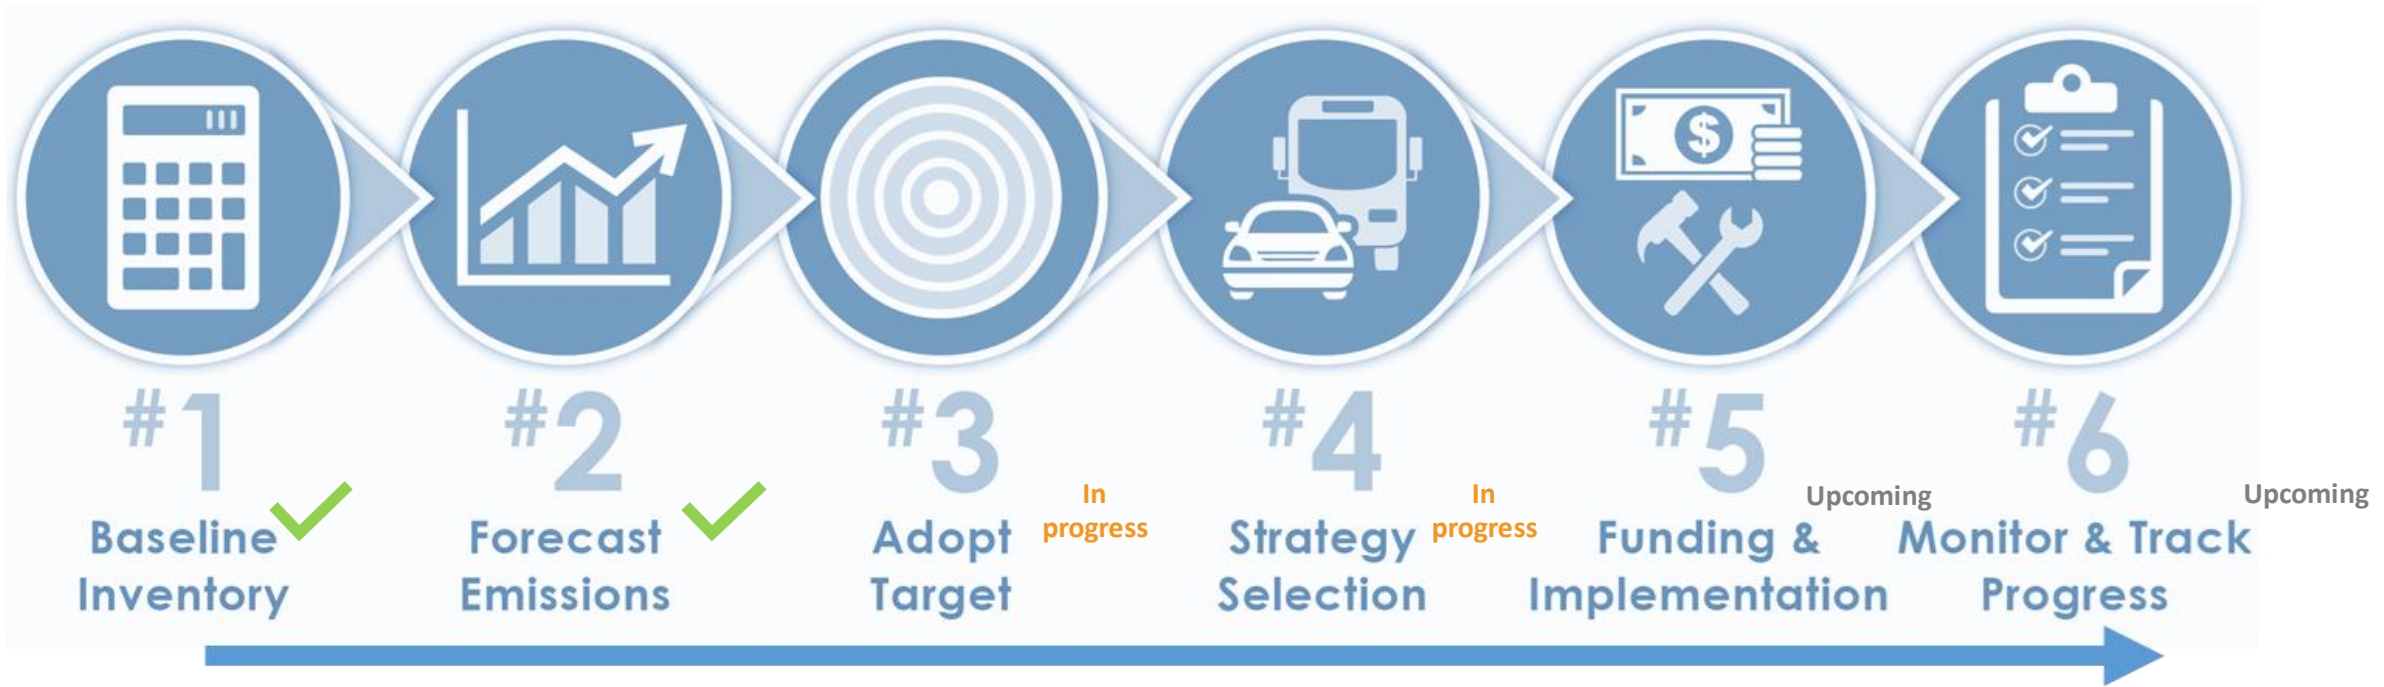 #1
Baseline
Inventory
#2
Forecast
Emissions
#3
Adopt
Target
In
progress
#4
Strategy
Selection
In
progress
#5
Funding &
Implementation
Upcoming
#6
Monitor & Track
Progress
Upcoming